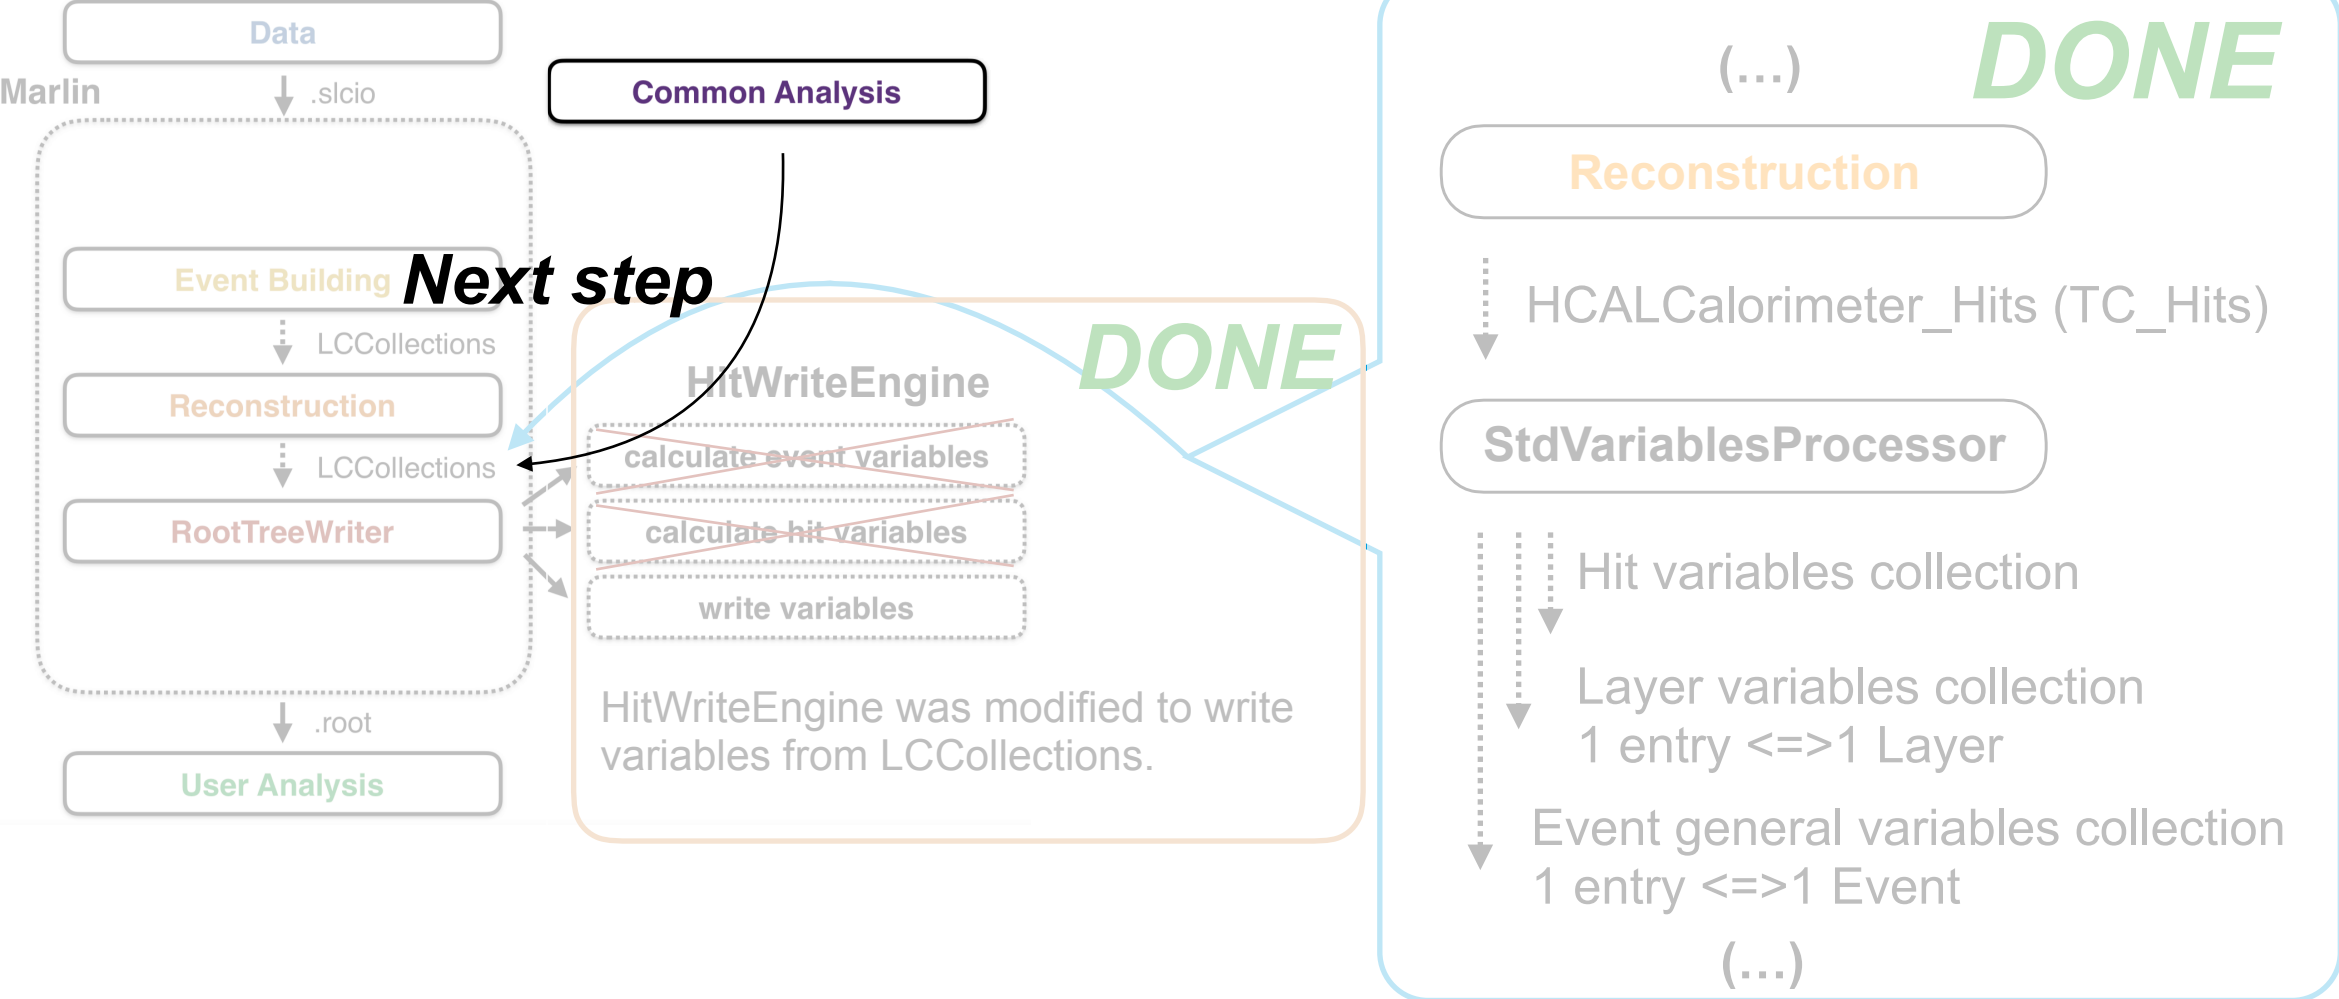 Data
Marlin
.slcio
Event Building
LCCollections
Reconstruction
LCCollections
RootTreeWriter
.root
User Analysis
Common Analysis
Next step
DONE
HitWriteEngine
calculate event variables
calculate hit variables
write variables
HitWriteEngine was modified to write
variables from LCCollections.
DONE
(...)
Reconstruction
HCALCalorimeter_Hits (TC_Hits)
StdVariablesProcessor
Hit variables collection
Layer variables collection
1 entry <=>1 Layer
Event general variables collection
1 entry <=>1 Event
(...)